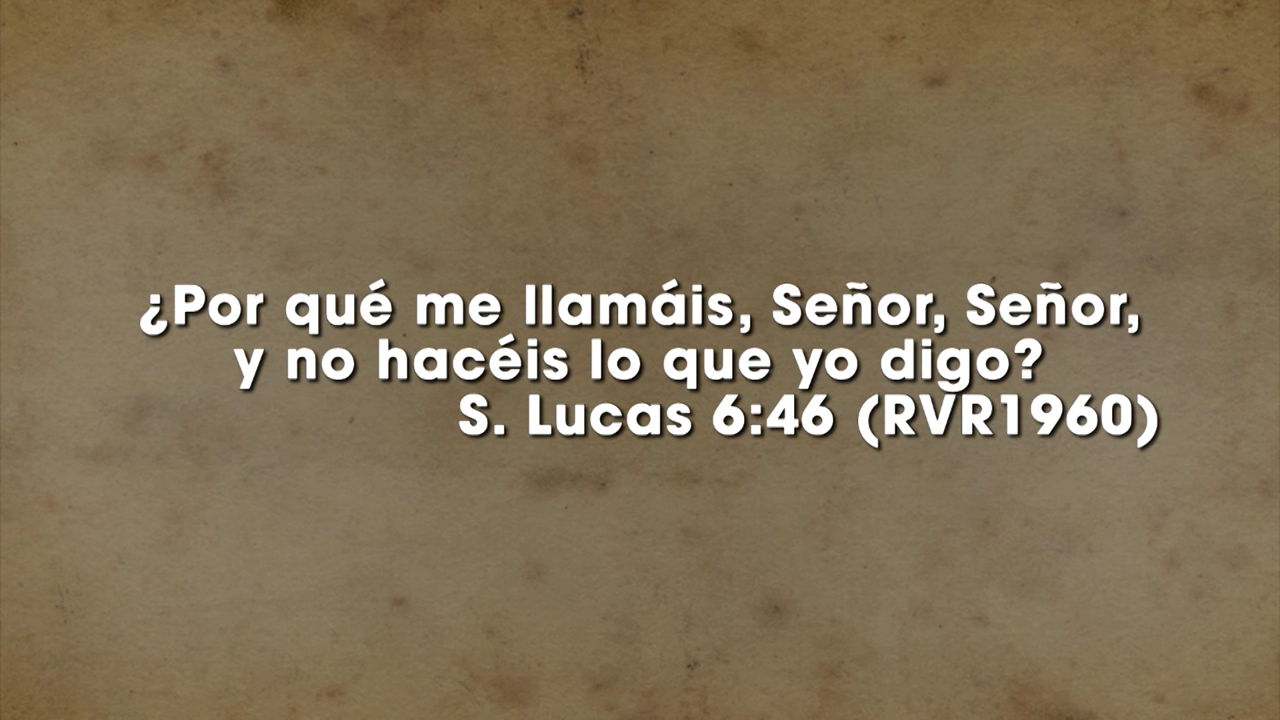 ¿Por qué me llamáis, Señor, Señor,
y no hacéis lo que yo digo?
S. Lucas 6:46 (RVR1960)